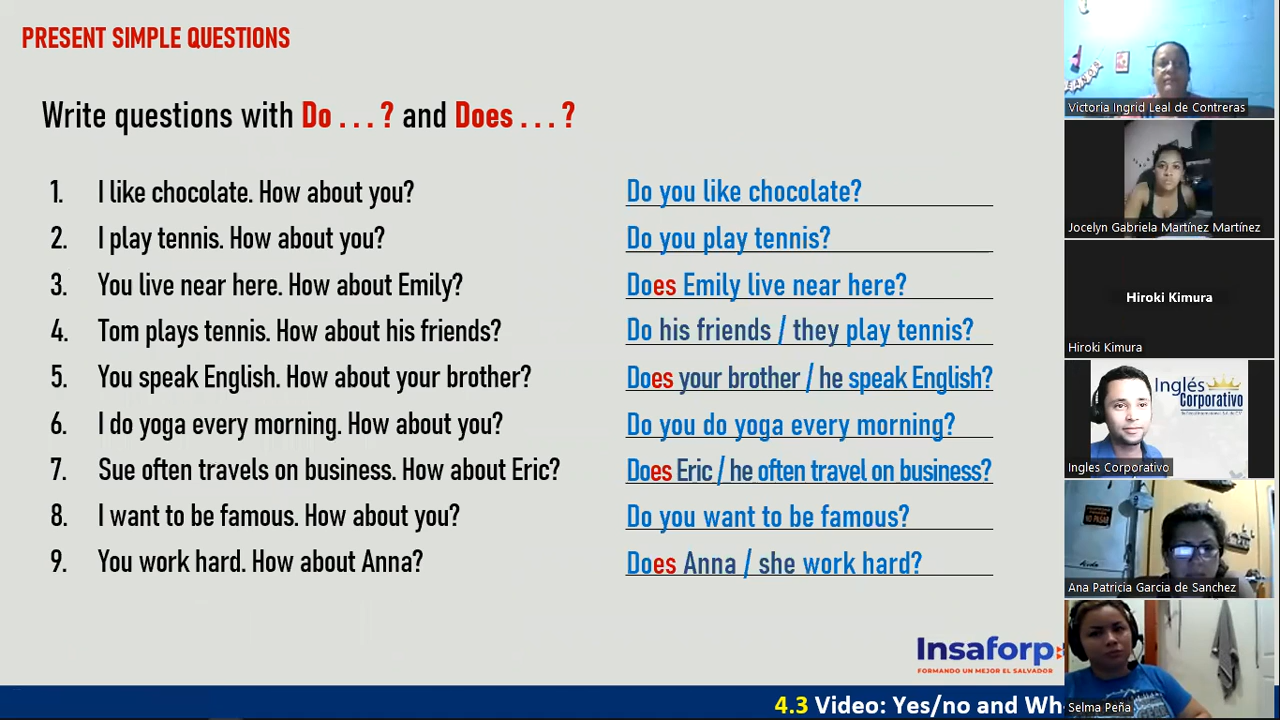 PRESENT SIMPLE QUESTIONS
Write questions with Do . . . ? and Does . . . ?
1. I like chocolate. How about you? Do you like chocolate?
2. I play tennis. How about you? Do you play tennis?
3. You live near here. How about Emily? Does Emily live near here?
4. Tom plays tennis. How about his friends? Do his friends / they play tennis?
5. You speak English. How about your brother? Does your brother / he speak English?
6. I do yoga every morning. How about you? Do you do yoga every morning?
7. Sue often travels on business. How about Eric? Does Eric / he often travel on business?
8. I want to be famous. How about you? Do you want to be famous?
9. You work hard. How about Anna? Does Anna / she work hard?
Insaforp
FORMANDO UN MEJOR EL SALVADOR
4.3 Video: Yes/no and Wh
Victoria Ingrid Leal de Contreras
Jocelyn Gabriela Martínez Martínez
Hiroki Kimura
Hiroki Kimura
Inglés
Corporativo
Ingles Corporativo
NO PASAR
Ana Patricia Garcia de Sanchez
Selma Peña